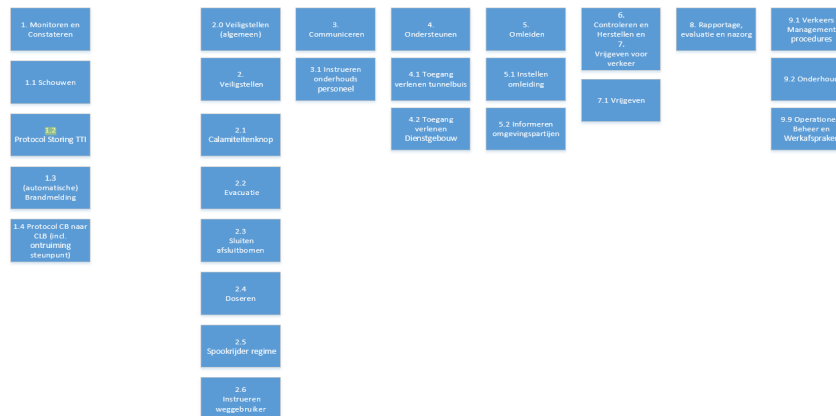 1. Monitoren en
Constateren
1.1 Schouwen
1.2
Protocol Storing TTI
1.3
(automatische)
Brandmelding
1.4 Protocol CB naar
CLB (incl.
ontruiming
steunpunt)
2.0 Veiligstellen
(algemeen)
2.
Veiligstellen
2.1
Calamiteitenknop
2.2
Evacuatie
2.3
Sluiten
afsluitbomen
2.4
Doseren
2.5
Spookrijder regime
2.6
Instrueren
weggebruiker
3.
Communiceren
3.1 Instrueren
onderhouds
personeel
4.
Ondersteunen
4.1 Toegang
verlenen tunnelbuis
4.2 Toegang
verlenen
Dienstgebouw
5.
Omleiden
5.1 Instellen
omleiding
5.2 Informeren
omgevingspartijen
6.
Controleren en
Herstellen en
7.
Vrijgeven voor
verkeer
7.1 Vrijgeven
8. Rapportage,
evaluatie en nazorg
9.1 Verkeers
Management
procedures
9.2 Onderhoud
9.9 Operationee
Beheer en
Werkafspraken